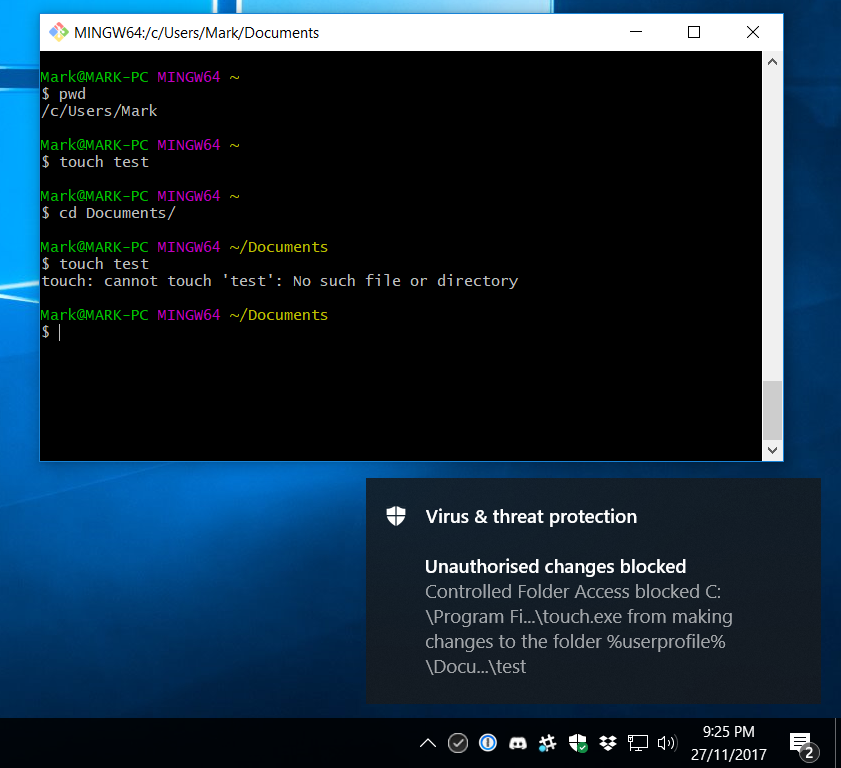 MINGW64:/c/Users/Mark/Documents
Mark@MARK-PC MINGW64 ~
$ pwd
/c/Users/Mark
Mark@MARK-PC MINGW64 ~
$ touch test
Mark@MARK-PC MINGW64 ~
$ cd Documents/
Mark@MARK-PC MINGW64 ~/Documents
$ touch test
touch: cannot touch 'test': No such file or directory
Mark@MARK-PC MINGW64 ~/Documents
$
Virus & threat protection
Unauthorised changes blocked
Controlled Folder Access blocked C:
\Program Fi...\touch.exe from making
changes to the folder %userprofile%
\Docu...\test
9:25 PM
27/11/2017
2